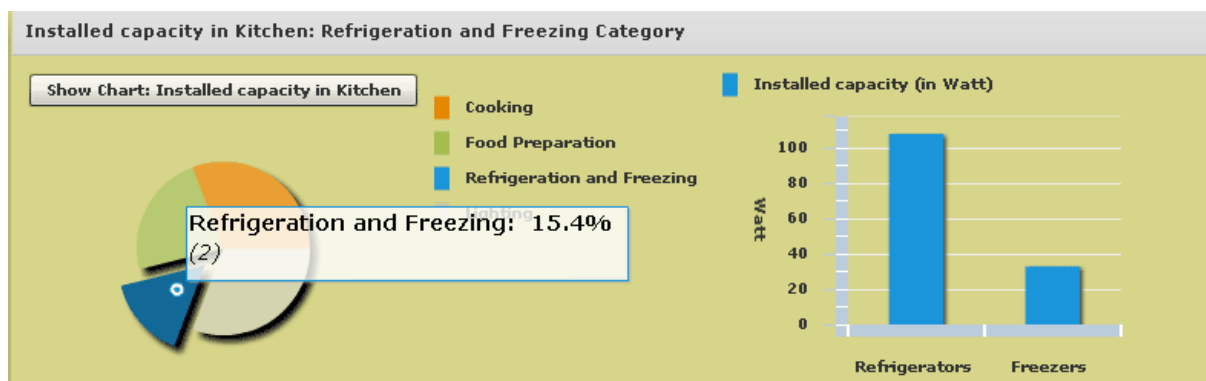 Installed capacity in Kitchen: Refrigeration and Freezing Category
Show Chart: Installed capacity in Kitchen
Cooking
Food Preparation
Refrigeration and Freezing
Lighting
Refrigeration and Freezing: 15.4%
(2)
Installed capacity (in Watt)
Watt
100
80
60
40
20
0
Refrigerators
Freezers